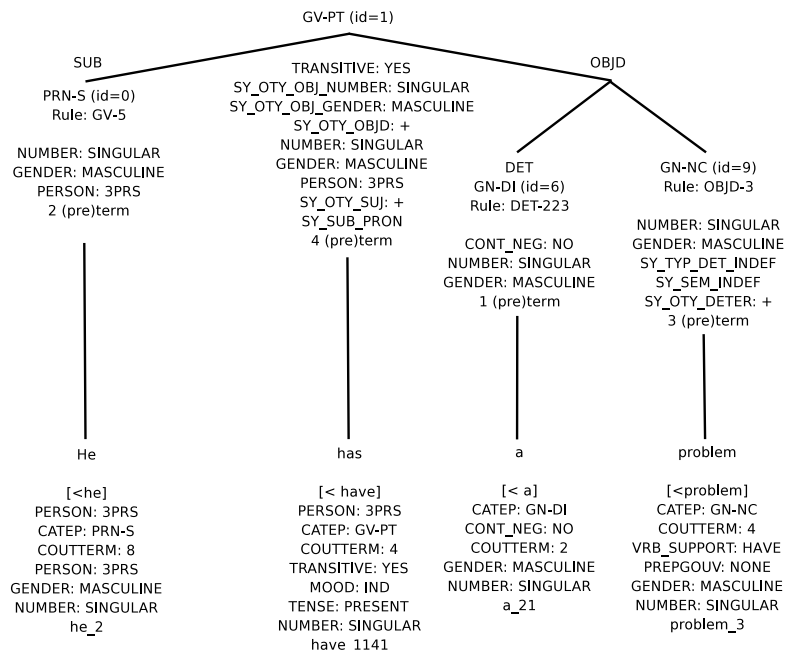 GV-PT (id=1)
SUB
PRN-S (id=0)
Rule: GV-5
NUMBER: SINGULAR
GENDER: MASCULINE
PERSON: 3PRS
2 (pre)term
TRANSITIVE: YES
SY_OTY_OBJ_NUMBER: SINGULAR
SY_OTY_OBJ_GENDER: MASCULINE
SY_OTY_OBJD: +
NUMBER: SINGULAR
GENDER: MASCULINE
PERSON: 3PRS
SY_OTY_SUJ: +
SY_SUB_PRON
4 (pre)term
OBJD
DET
GN-DI (id=6)
Rule: DET-223
CONT_NEG: NO
NUMBER: SINGULAR
GENDER: MASCULINE
1 (pre)term
GN-NC (id=9)
Rule: OBJD-3
NUMBER: SINGULAR
GENDER: MASCULINE
SY_TYP_DET_INDEF
SY_SEM_INDEF
SY_OTY_DETER: +
3 (pre)term
He
[<he]
PERSON: 3PRS
CATEP: PRN-S
COUTTERM: 8
PERSON: 3PRS
GENDER: MASCULINE
NUMBER: SINGULAR
he_2
has
[< have]
PERSON: 3PRS
CATEP: GV-PT
COUTTERM: 4
TRANSITIVE: YES
MOOD: IND
TENSE: PRESENT
NUMBER: SINGULAR
have_1141
a
[< a]
CATEP: GN-DI
CONT_NEG: NO
COUTTERM: 2
GENDER: MASCULINE
NUMBER: SINGULAR
a_21
problem
[<problem]
CATEP: GN-NC
COUTTERM: 4
VRB_SUPPORT: HAVE
PREPGOUV: NONE
GENDER: MASCULINE
NUMBER: SINGULAR
problem_3